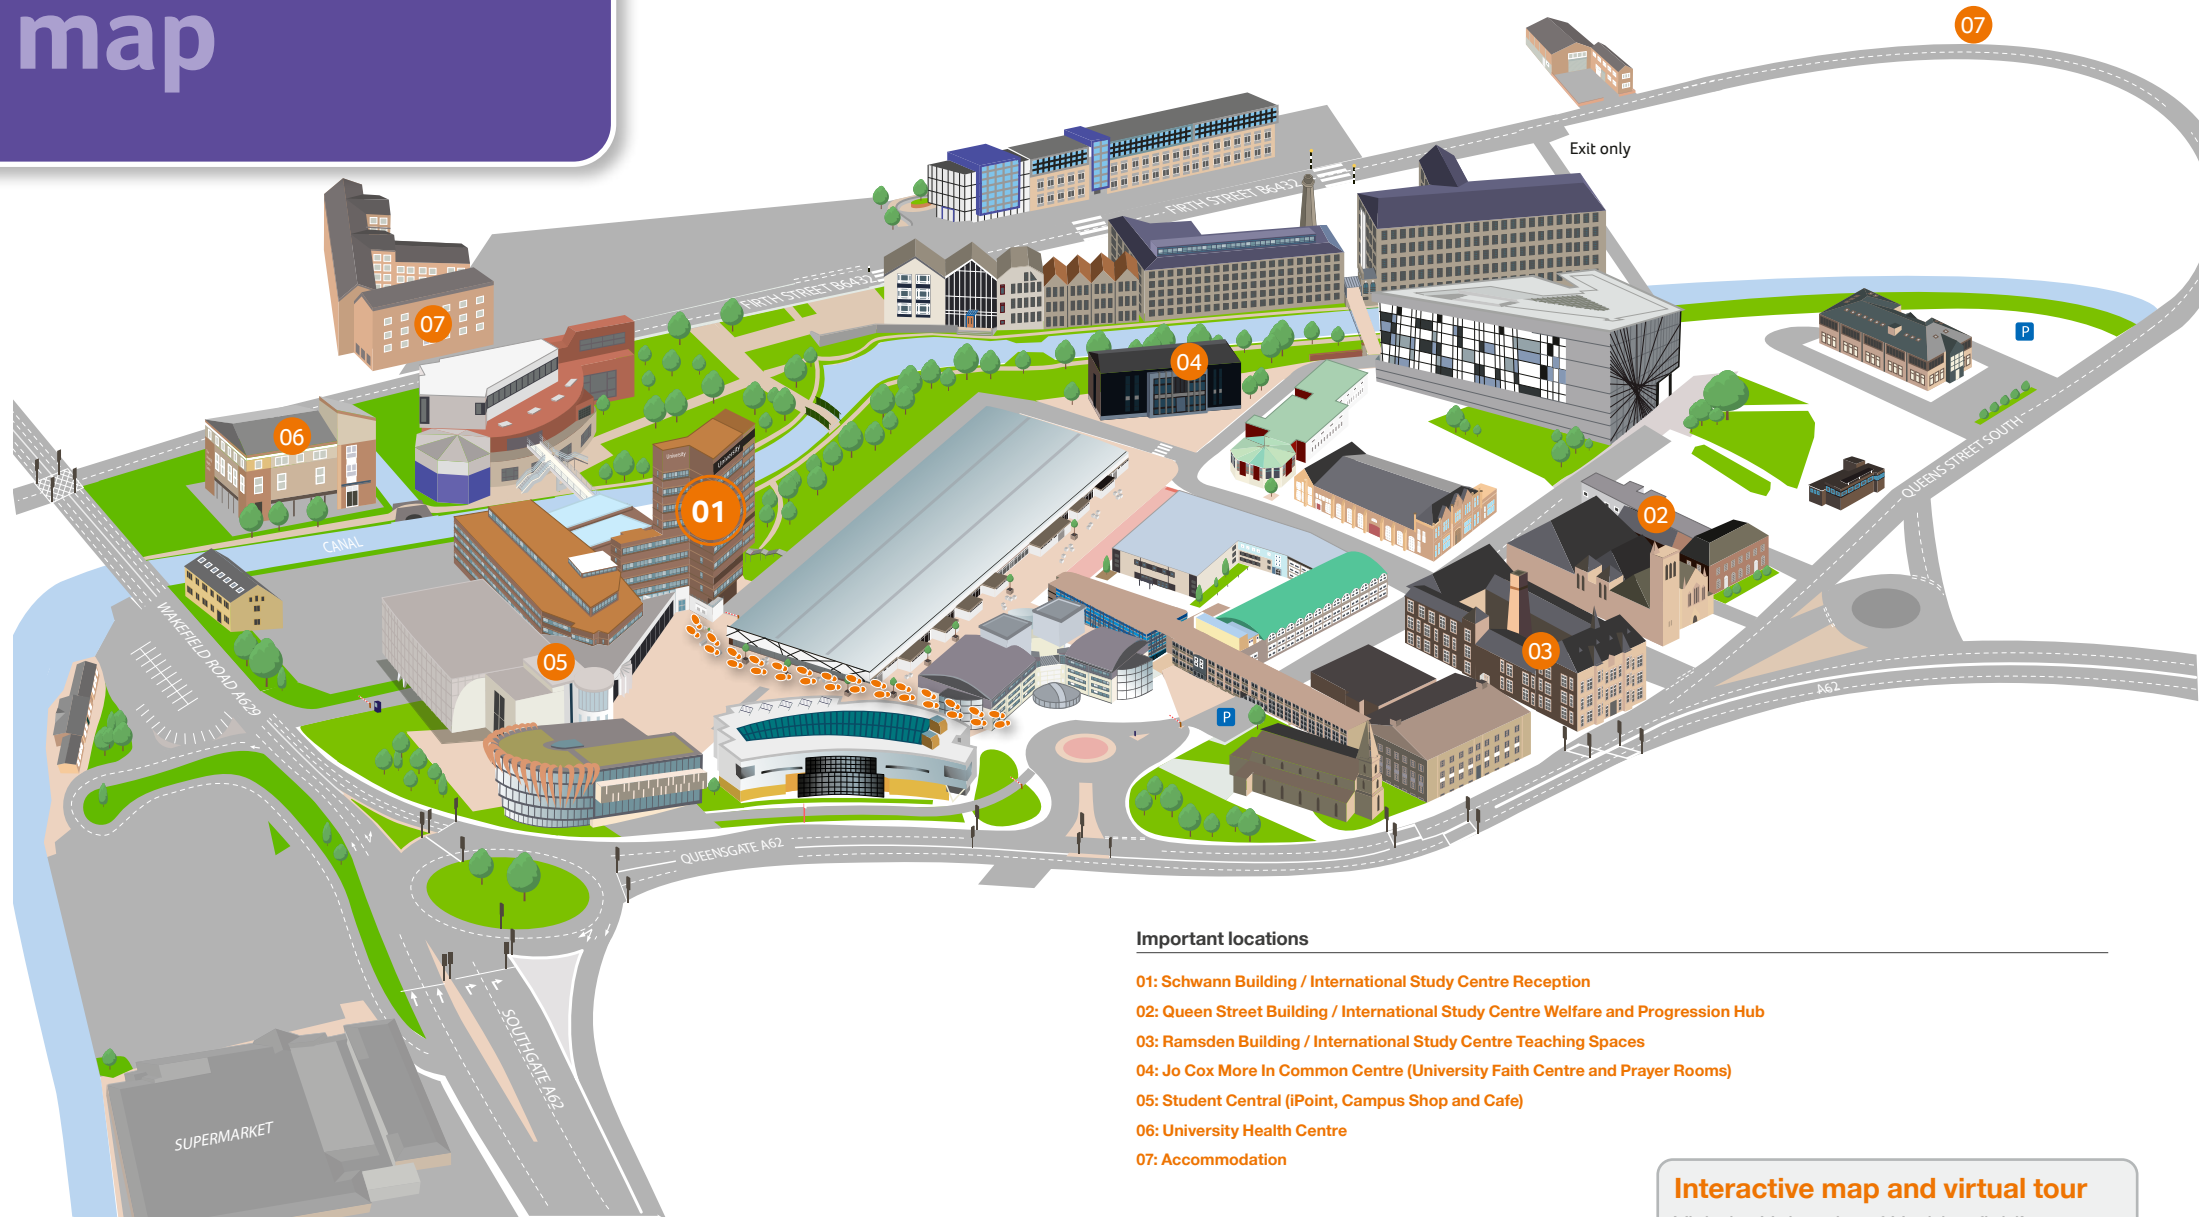 map
07
Exit only
FIRTH STREET B6432
FIRTH STREET B6432
07
04
06
University
University
01
02
QUEENS STREET SOUTH
P
CANAL
WAKEFIELD ROAD A629
05
03
A62
P
QUEENSGATE A62
SOUTHGATE A62
SUPERMARKET
Important locations
01: Schwann Building / International Study Centre Reception
02: Queen Street Building / International Study Centre Welfare and Progression Hub
03: Ramsden Building / International Study Centre Teaching Spaces
04: Jo Cox More In Common Centre (University Faith Centre and Prayer Rooms)
05: Student Central (iPoint, Campus Shop and Cafe)
06: University Health Centre
07: Accommodation
Interactive map and virtual tour